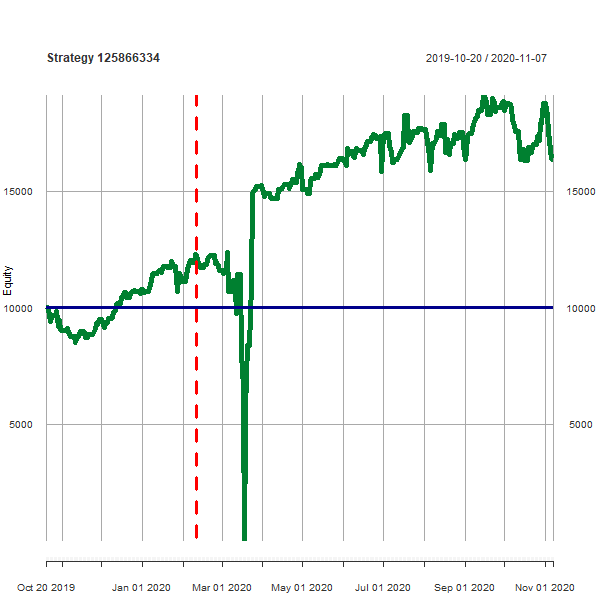 Strategy 125866334
2019-10-20 / 2020-11-07
15000
15000
Equity
10000
10000
5000
5000
Oct 20 2019
Jan 01 2020
Mar 01 2020
May 01 2020
Jul 01 2020
Sep 01 2020
Nov 01 2020